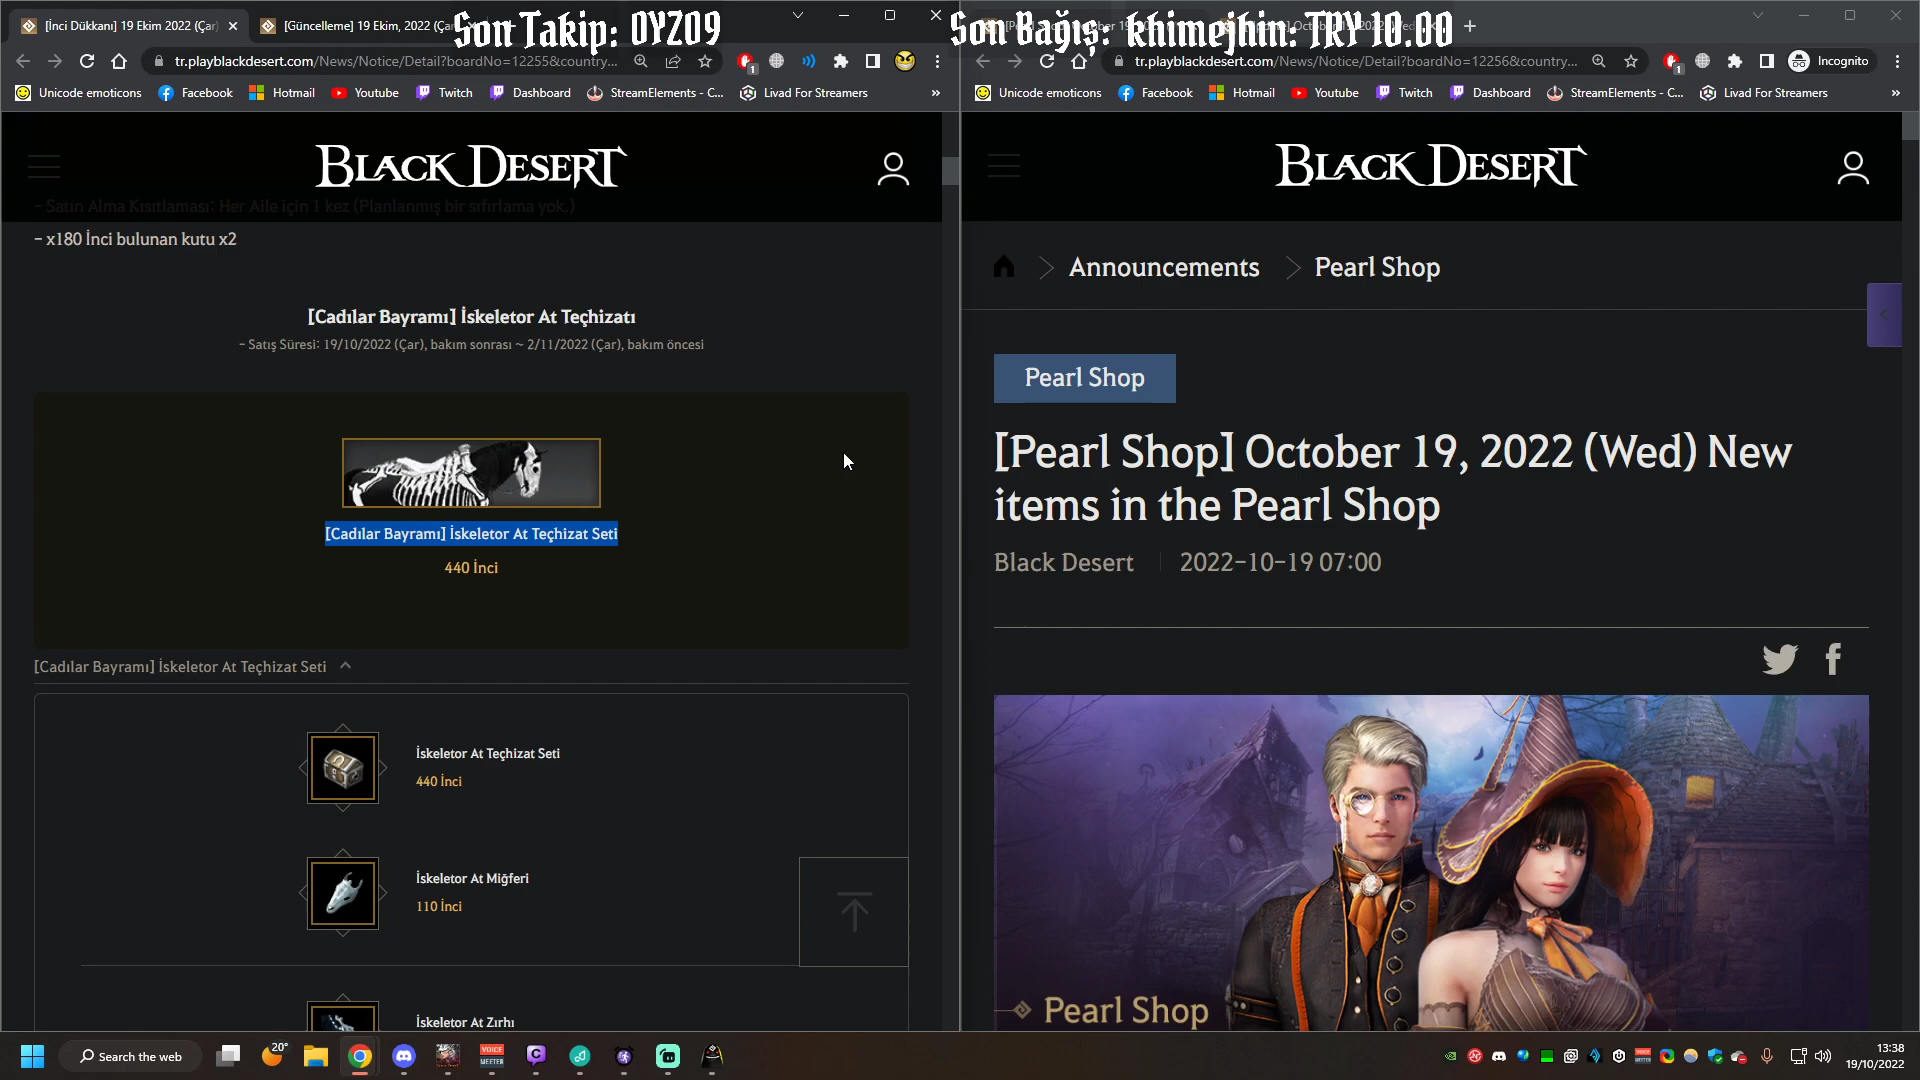 [İnci Dükkanı] 19 Ekim 2022 (Çar)
[Güncelleme] 19 Ekim, 2022 (Ça
Son Takip: OYZ09
Son Bağış: khimejhin: TRY 10.00
tr.playblackdesert.com/News/Notice/Detail?boardNo=12255&country...
tr.playblackdesert.com/News/Notice/Detail?boardNo=12256&country...
Incognito
Unicode emoticons
Facebook
Hotmail
Youtube
Twitch
Dashboard
StreamElements - C...
Livad For Streamers
»
Unicode emoticons
Facebook
Hotmail
Youtube
Twitch
Dashboard
StreamElements - C...
Livad For Streamers
»
BLACK DESERT
- Satın Alma Kısıtlaması: Her Aile için 1 kez (Planlanmış bir sıfırlama yok.)
- x180 İnci bulunan kutu x2
[Cadılar Bayramı] İskeletor At Teçhizatı
- Satış Süresi: 19/10/2022 (Çar), bakım sonrası ~ 2/11/2022 (Çar), bakım öncesi
[Cadılar Bayramı] İskeletor At Teçhizat Seti
440 İnci
[Cadılar Bayramı] İskeletor At Teçhizat Seti
İskeletor At Teçhizat Seti
440 İnci
İskeletor At Miğferi
110 İnci
İskeletor At Zırhı
BLACK DESERT
Announcements
Pearl Shop
Pearl Shop
[Pearl Shop] October 19, 2022 (Wed) New
items in the Pearl Shop
Black Desert
2022-10-19 07:00
Pearl Shop
Search the web
20°
VOICE
MEETER
13:38
19/10/2022